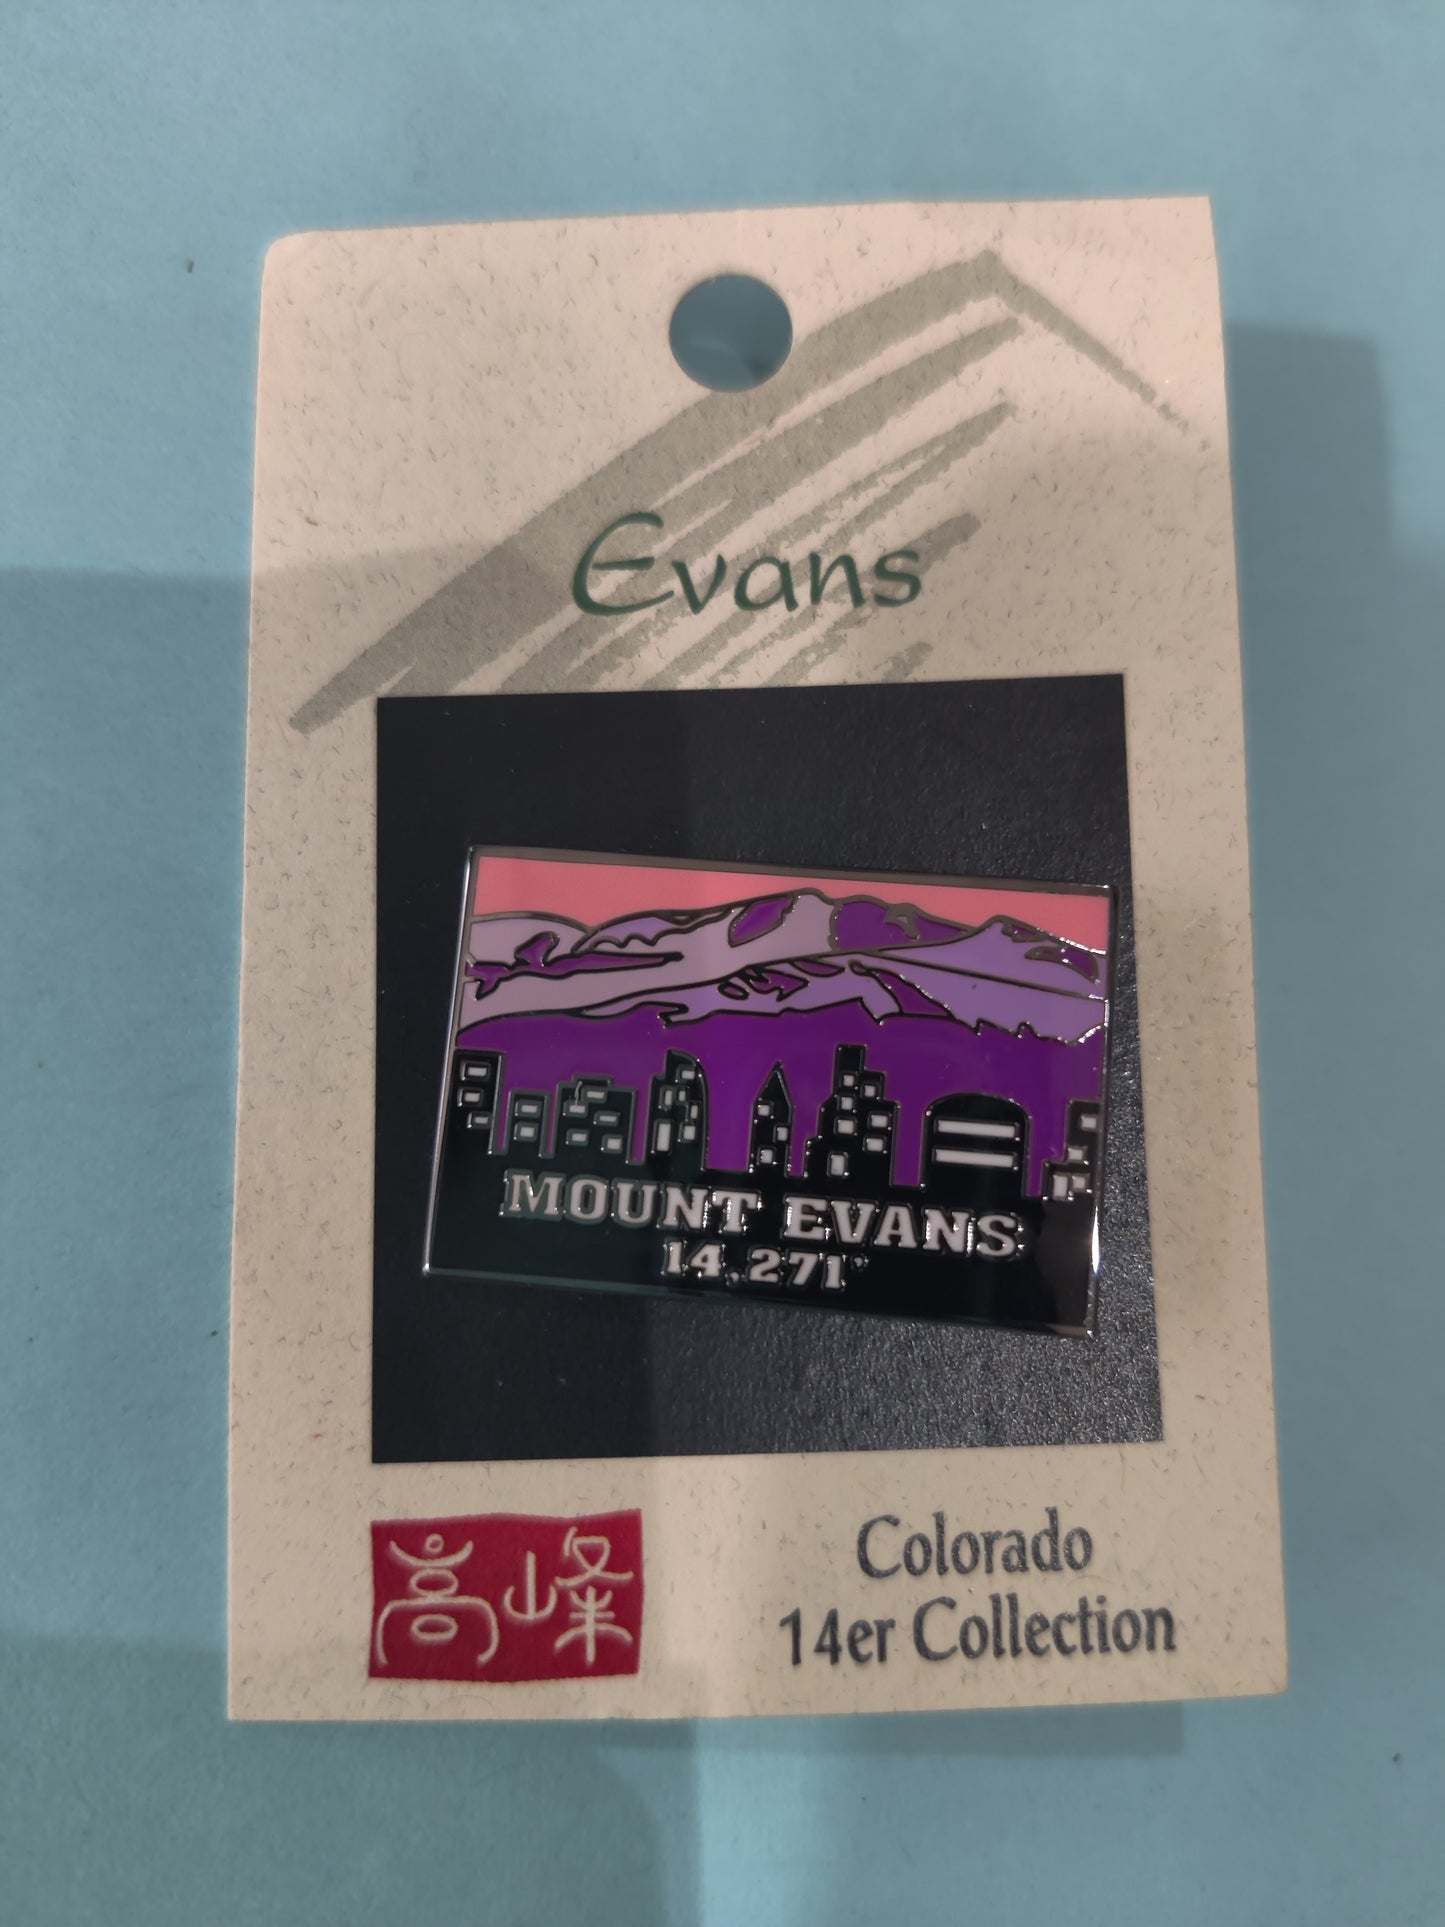 Evans
MOUNT EVANS
14,271'
高峰
Colorado
14er Collection